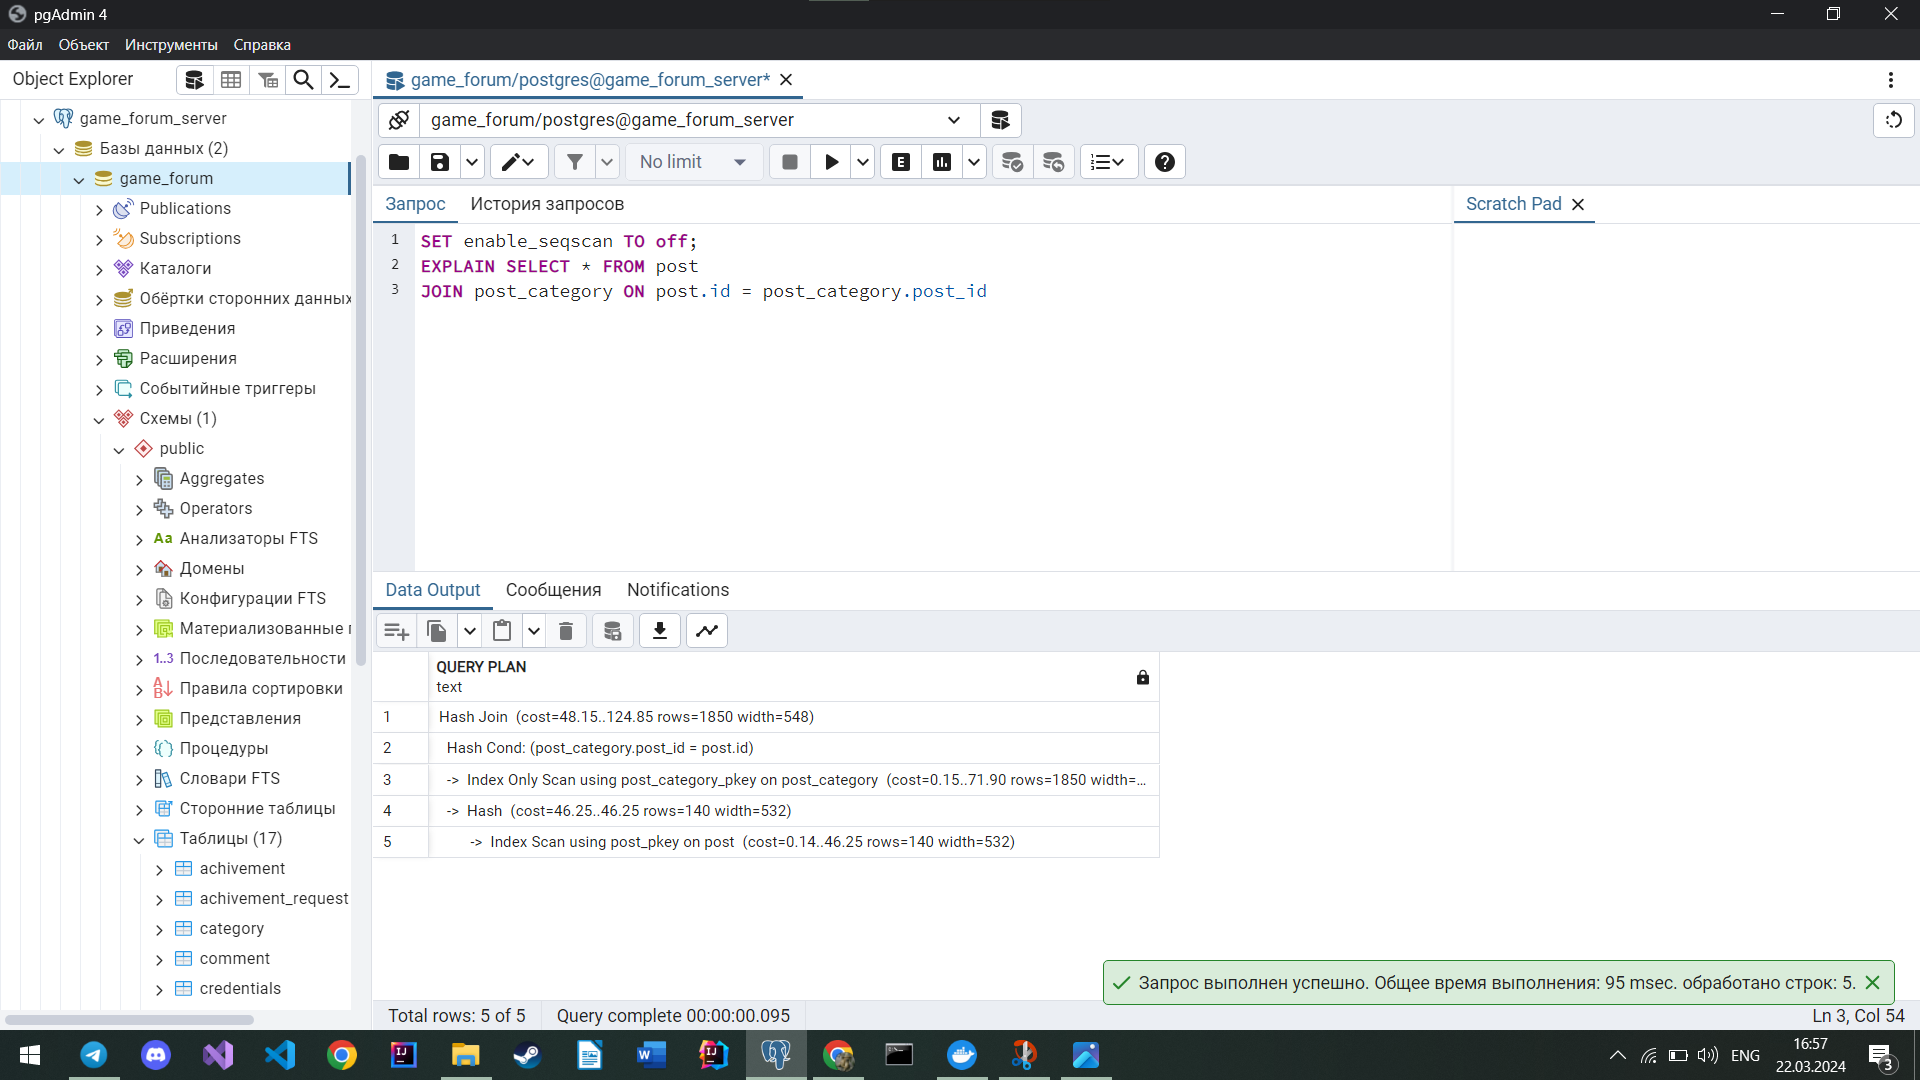 pgAdmin 4
Файл Объект Инструменты Справка
Object Explorer
game_forum/postgres@game_forum_server*
game_forum_server
Базы данных (2)
game_forum
Publications
Subscriptions
Каталоги
Обёртки сторонних данных
Приведения
Расширения
Событийные триггеры
Схемы (1)
public
Aggregates
Operators
Aa Анализаторы FTS
Домены
Конфигурации FTS
Материализованные
1..3 Последовательности
Правила сортировки
Представления
Процедуры
Словари FTS
Сторонние таблицы
Таблицы (17)
achivement
achivement_request
category
comment
credentials
game_forum/postgres@game_forum_server
No limit
E
Запрос История запросов
Scratch Pad
1 SET enable_seqscan TO off;
2 EXPLAIN SELECT * FROM post
3 JOIN post_category ON post.id = post_category.post_id
Data Output Сообщения Notifications
QUERY PLAN
text
1 Hash Join (cost=48.15..124.85 rows=1850 width=548)
2 Hash Cond: (post_category.post_id = post.id)
3 -> Index Only Scan using post_category_pkey on post_category (cost=0.15..71.90 rows=1850 width=...
4 -> Hash (cost=46.25..46.25 rows=140 width=532)
5 -> Index Scan using post_pkey on post (cost=0.14..46.25 rows=140 width=532)
Запрос выполнен успешно. Общее время выполнения: 95 msec. обработано строк: 5.
Total rows: 5 of 5 Query complete 00:00:00.095
Ln 3, Col 54
ENG
16:57
22.03.2024
3